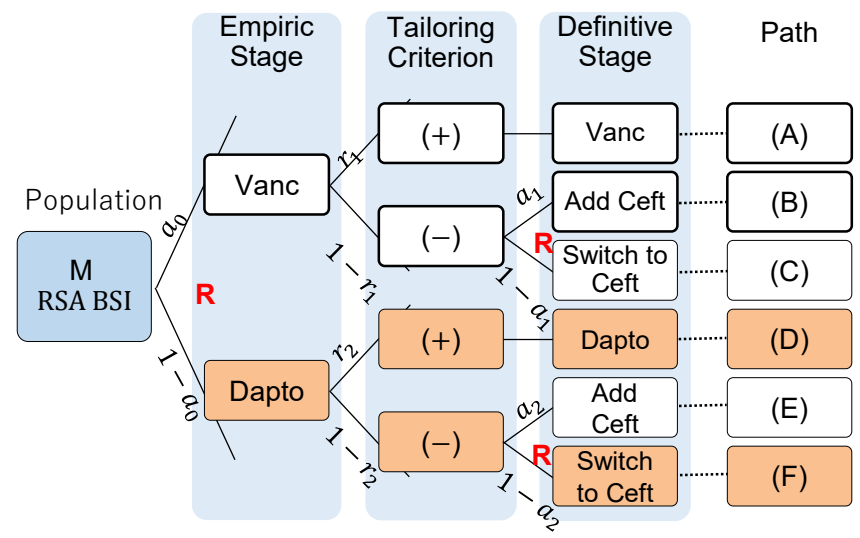 Empiric
Stage
Tailoring
Criterion
Definitive
Stage
Path
Population
M
RSA BSI
a₀
R
1 − a₀
Vanc
r₁
1 − r₁
(+)
Vanc
(A)
(−)
a₁
R
1 − a₁
Add Ceft
(B)
Switch to
Ceft
(C)
Dapto
r₂
1 − r₂
(+)
Dapto
(D)
(−)
a₂
R
1 − a₂
Add
Ceft
(E)
Switch
to Ceft
(F)